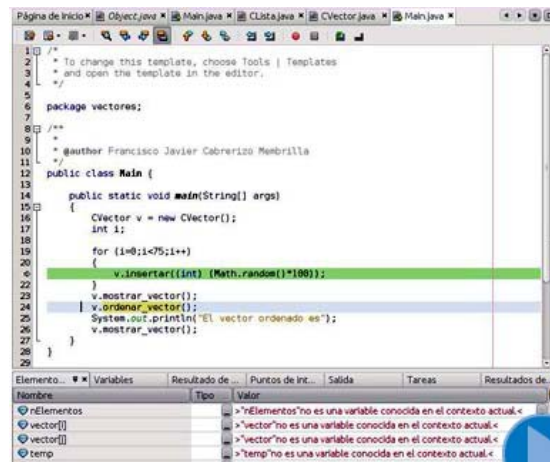 Página de Inicio Object.java Main.java CLista.java CVector.java Main.java
1 /*
2 * To change this template, choose Tools | Templates
3 * and open the template in the editor.
4 */
5
6 package vectores;
7
8 /**
9 *
10 * @author Francisco Javier Cabrerizo Membrilla
11 */
12 public class Main {
13
14 public static void main(String[] args)
15 {
16 CVector v = new CVector();
17 int i;
18
19 for (i=0;i<75;i++)
20 {
v.insertar((int) (Math.random()*100));
22 }
23 v.mostrar_vector();
24 v.ordenar_vector();
25 System.out.println("El vector ordenado es");
26 v.mostrar_vector();
27 }
28 }
29
Elemento... Variables Resultado de ... Puntos de int... Salida Tareas Resultados de
Nombre Tipo Valor
nElementos >"nElementos"no es una variable conocida en el contexto actual.<
vector[i] >"vector"no es una variable conocida en el contexto actual.<
vector[j] >"vector"no es una variable conocida en el contexto actual.<
temp >"temp"no es una variable conocida en el contexto actual.<